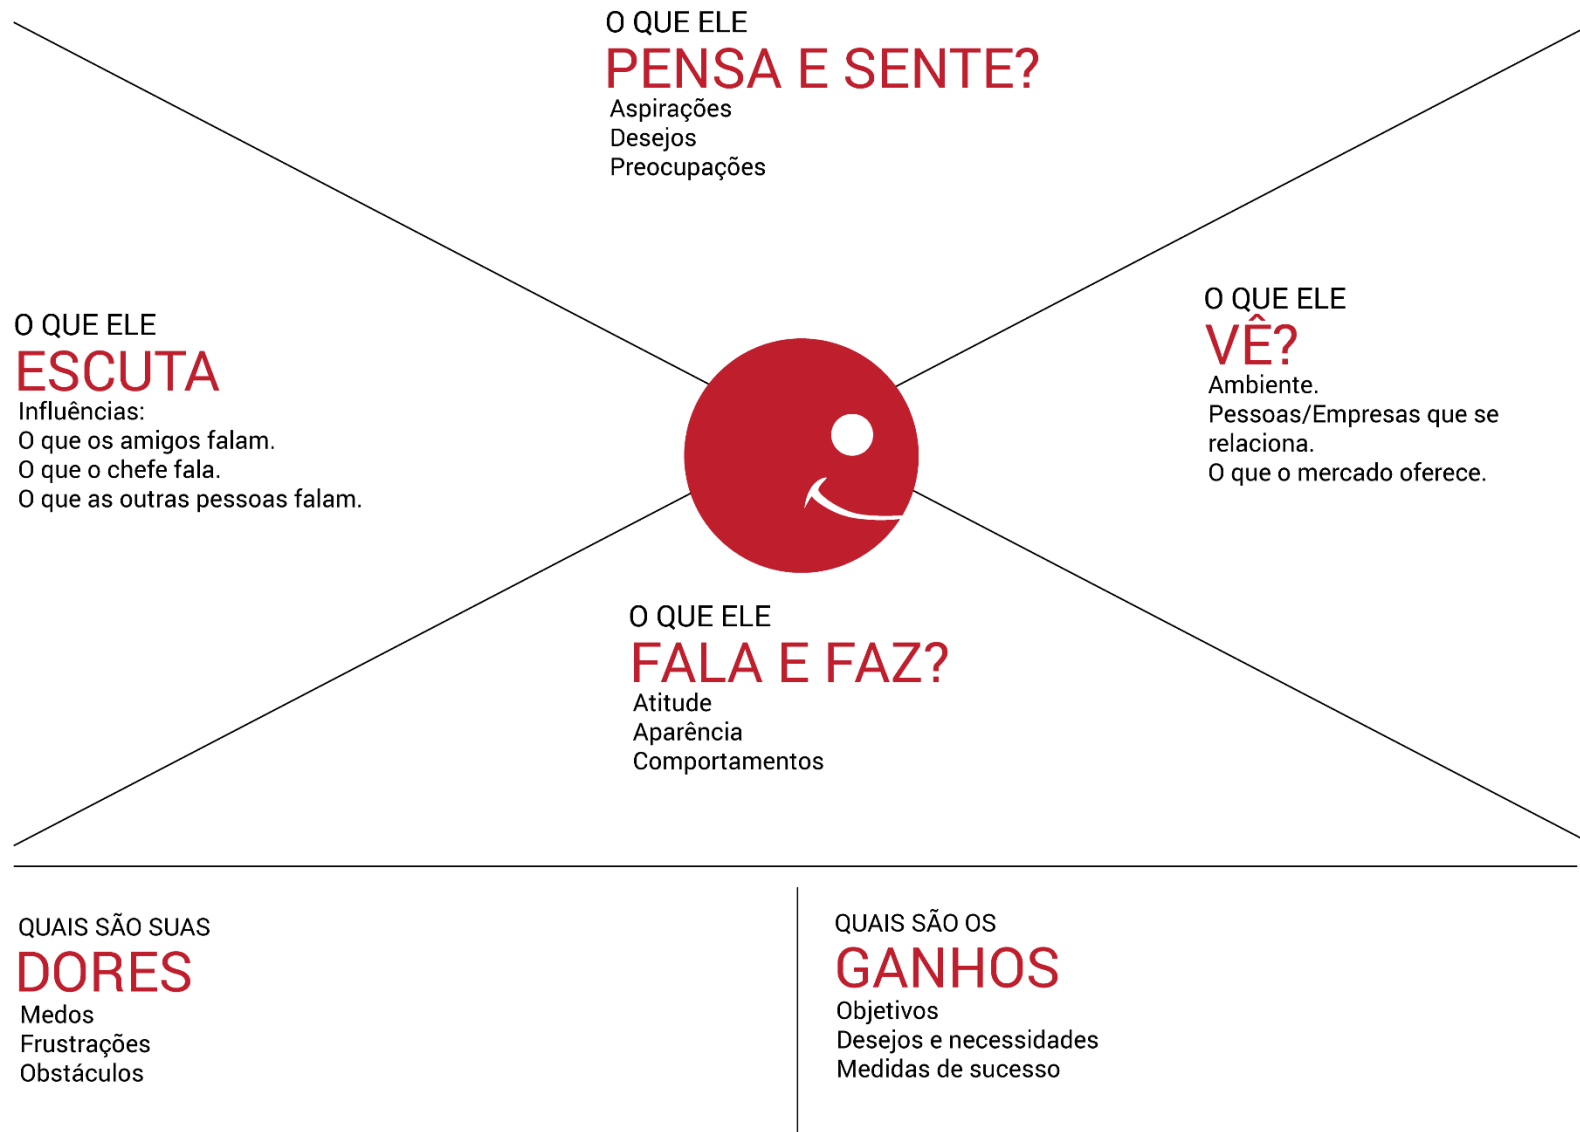 O QUE ELE
PENSA E SENTE?
Aspirações
Desejos
Preocupações
O QUE ELE
ESCUTA
Influências:
O que os amigos falam.
O que o chefe fala.
O que as outras pessoas falam.
O QUE ELE
VÊ?
Ambiente.
Pessoas/Empresas que se
relaciona.
O que o mercado oferece.
O QUE ELE
FALA E FAZ?
Atitude
Aparência
Comportamentos
QUAIS SÃO SUAS
DORES
Medos
Frustrações
Obstáculos
QUAIS SÃO OS
GANHOS
Objetivos
Desejos e necessidades
Medidas de sucesso